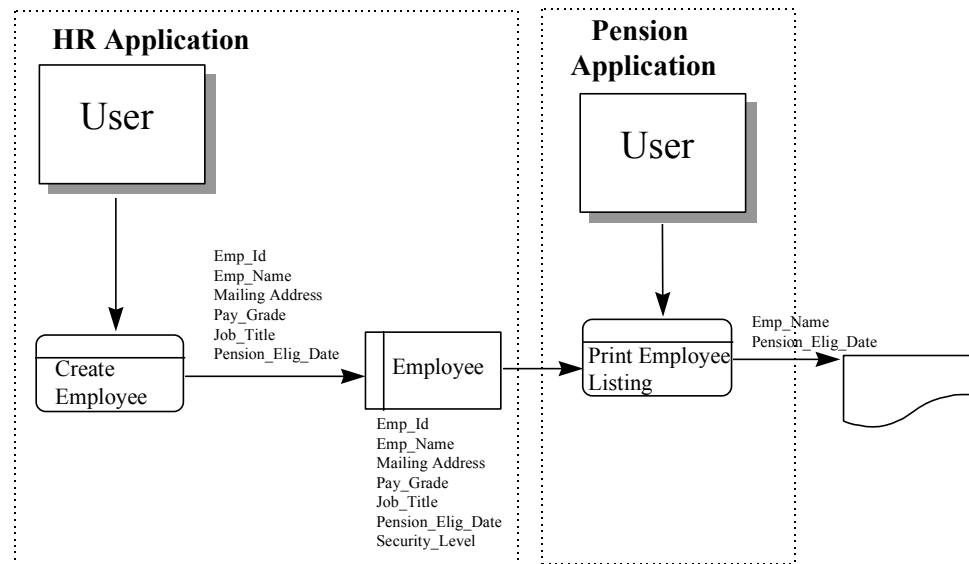 HR Application
User
Emp_Id
Emp_Name
Mailing Address
Pay_Grade
Job_Title
Pension_Elig_Date
Create
Employee
Employee
Emp_Id
Emp_Name
Mailing Address
Pay_Grade
Job_Title
Pension_Elig_Date
Security_Level
Pension
Application
User
Print Employee
Listing
Emp_Name
Pension_Elig_Date